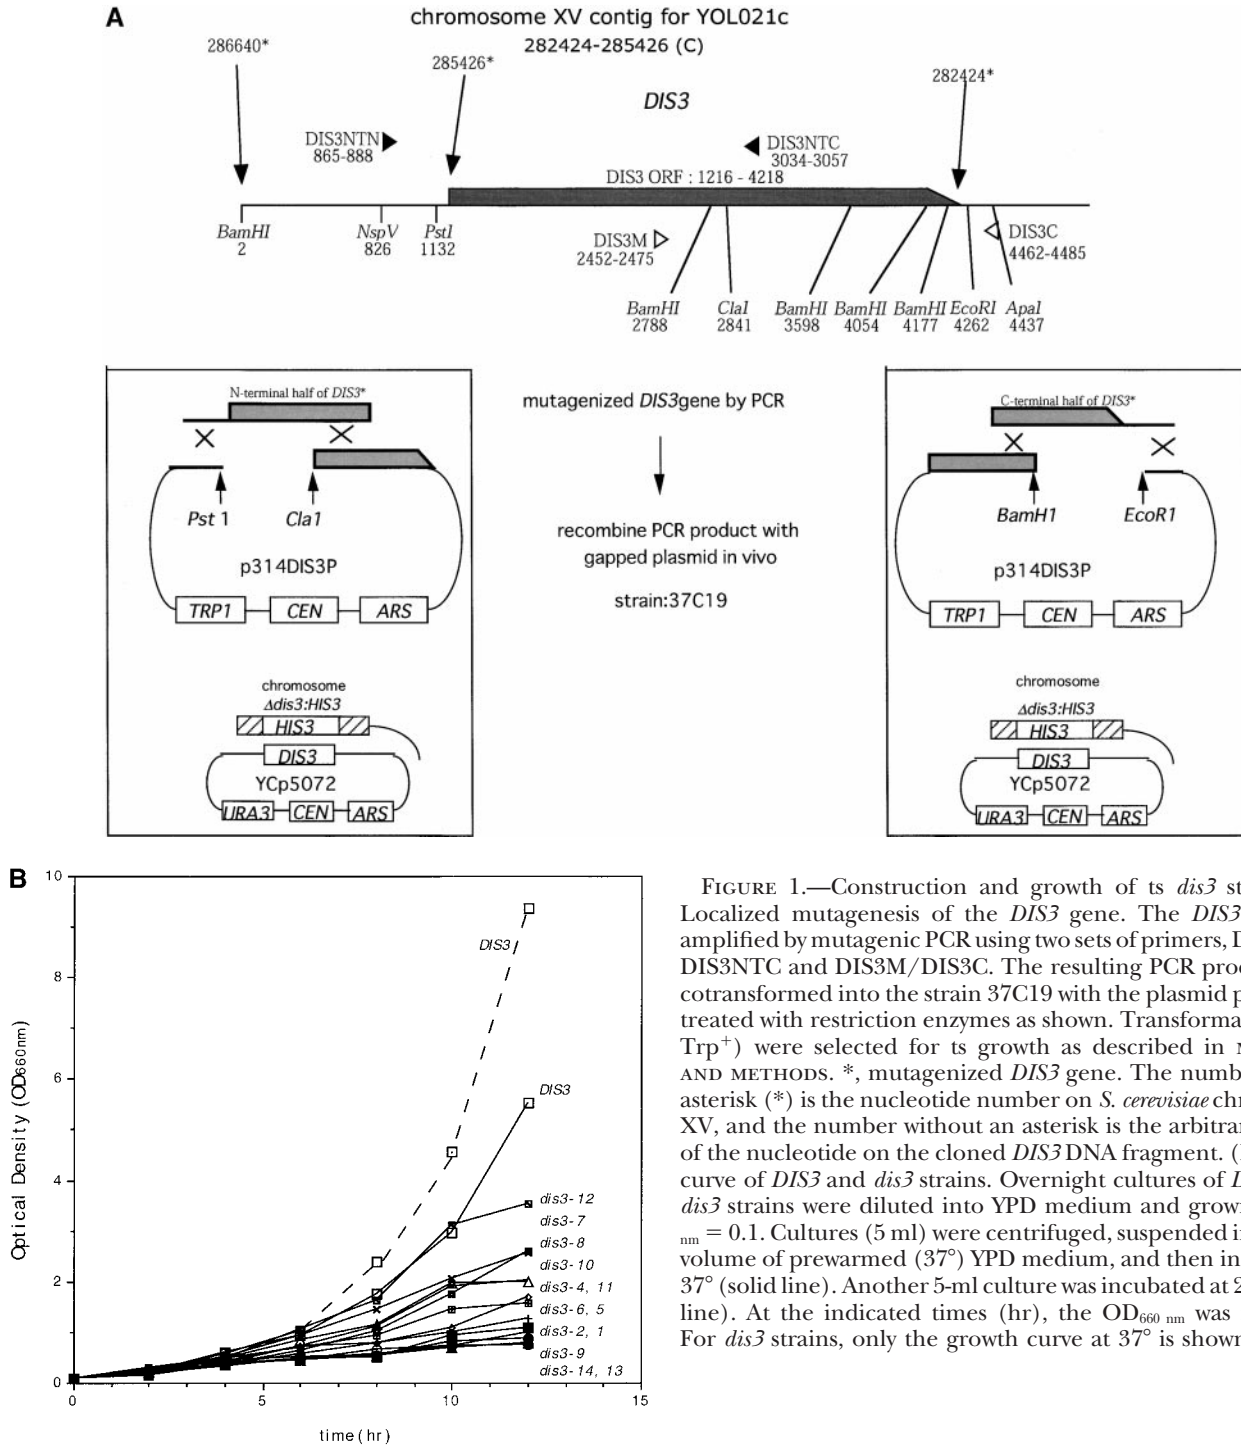 A
chromosome XV contig for YOL021c
282424-285426 (C)
286640*
285426*
282424*
DIS3
DIS3NTN
865-888
DIS3NTC
3034-3057
DIS3 ORF : 1216 - 4218
BamHI
2
NspV
826
PstI
1132
DIS3M
2452-2475
DIS3C
4462-4485
BamHI
2788
ClaI
2841
BamHI
3598
BamHI
4054
BamHI
4177
EcoRI
4262
ApaI
4437
N-terminal half of DIS3*
Pst 1
Cla1
p314DIS3P
TRP1
CEN
ARS
chromosome
Δdis3:HIS3
HIS3
DIS3
YCp5072
URA3
CEN
ARS
mutagenized DIS3gene by PCR
recombine PCR product with
gapped plasmid in vivo
strain:37C19
C-terminal half of DIS3*
BamH1
EcoR1
p314DIS3P
TRP1
CEN
ARS
chromosome
Δdis3:HIS3
HIS3
DIS3
YCp5072
URA3
CEN
ARS
B
10
8
6
4
2
0
0
5
10
15
Optical Density (OD660nm)
time(hr)
DIS3
DIS3
dis3-12
dis3-7
dis3-8
dis3-10
dis3-4, 11
dis3-6, 5
dis3-2, 1
dis3-9
dis3-14, 13
FIGURE 1.—Construction and growth of ts dis3 st
Localized mutagenesis of the DIS3 gene. The DIS3
amplified by mutagenic PCR using two sets of primers, D
DIS3NTC and DIS3M/DIS3C. The resulting PCR proc
cotransformed into the strain 37C19 with the plasmid p
treated with restriction enzymes as shown. Transforma
Trp+) were selected for ts growth as described in M
AND METHODS. *, mutagenized DIS3 gene. The numbe
asterisk (*) is the nucleotide number on S. cerevisiae chr
XV, and the number without an asterisk is the arbitran
of the nucleotide on the cloned DIS3 DNA fragment. (
curve of DIS3 and dis3 strains. Overnight cultures of D
dis3 strains were diluted into YPD medium and grow
nm = 0.1. Cultures (5 ml) were centrifuged, suspended i
volume of prewarmed (37°) YPD medium, and then in
37° (solid line). Another 5-ml culture was incubated at 2
line). At the indicated times (hr), the OD660 nm was
For dis3 strains, only the growth curve at 37° is shown